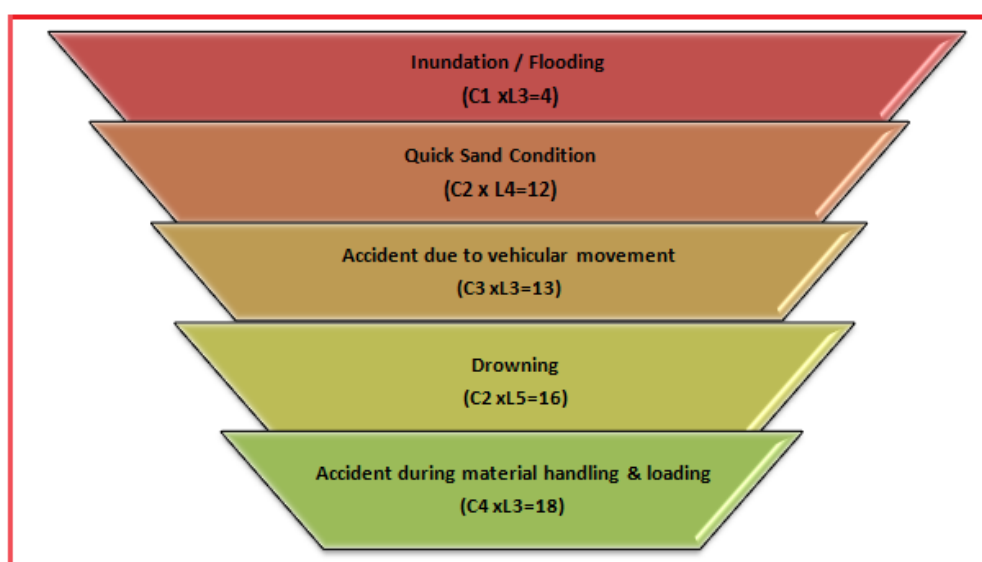 Inundation / Flooding
(C1 xL3=4)
Quick Sand Condition
(C2 x L4=12)
Accident due to vehicular movement
(C3 xL3=13)
Drowning
(C2 xL5=16)
Accident during material handling & loading
(C4 xL3=18)